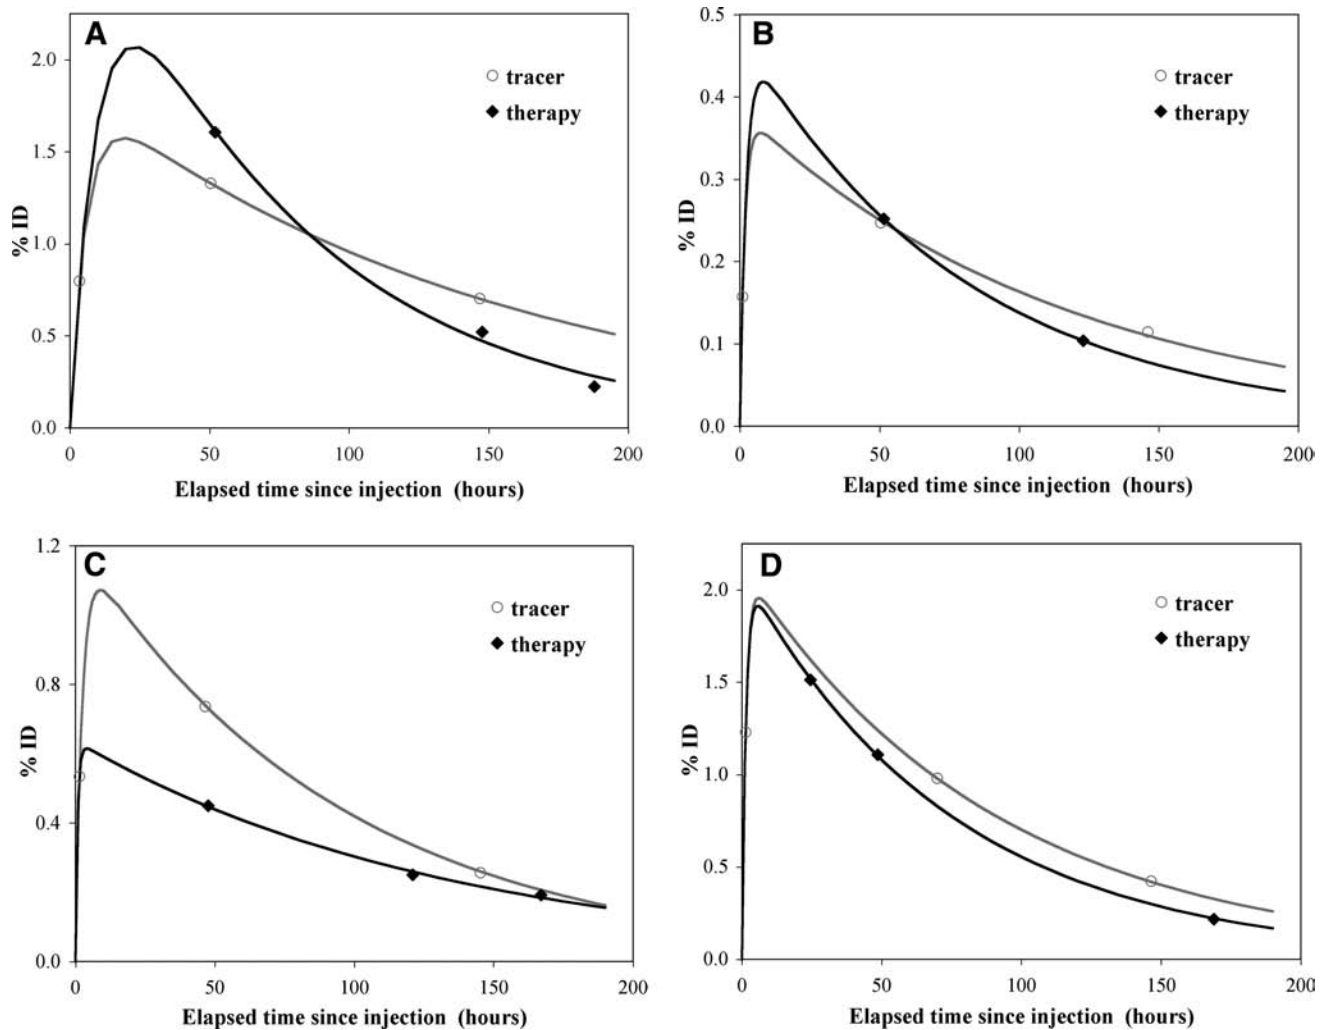 A
tracer
therapy
2.0
1.5
1.0
0.5
0.0
% ID
0 50 100 150 200
Elapsed time since injection (hours)
B
tracer
therapy
0.5
0.4
0.3
0.2
0.1
0.0
% ID
0 50 100 150 200
Elapsed time since injection (hours)
C
tracer
therapy
1.2
0.8
0.4
0.0
% ID
0 50 100 150 200
Elapsed time since injection (hours)
D
tracer
therapy
2.0
1.5
1.0
0.5
0.0
% ID
0 50 100 150 200
Elapsed time since injection (hours)